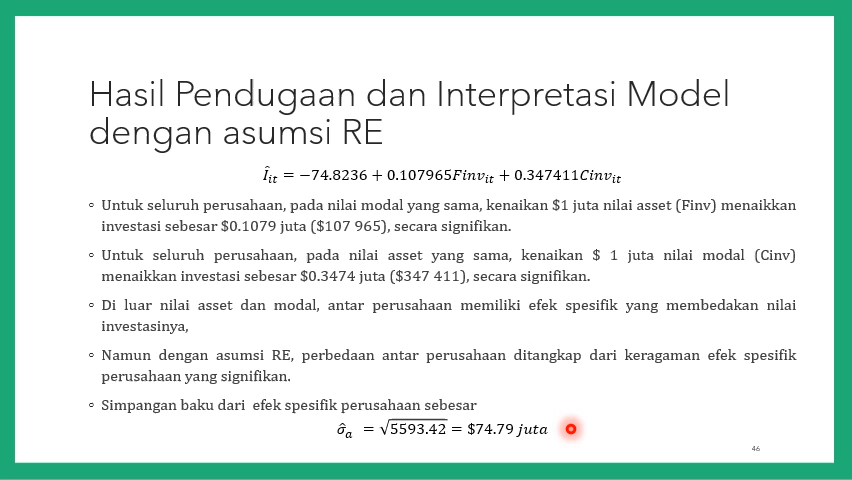 Hasil Pendugaan dan Interpretasi Model
dengan asumsi RE
Î_it = −74.8236 + 0.107965Finv_it + 0.347411Cinv_it
◦ Untuk seluruh perusahaan, pada nilai modal yang sama, kenaikan $1 juta nilai asset (Finv) menaikkan
investasi sebesar $0.1079 juta ($107 965), secara signifikan.
◦ Untuk seluruh perusahaan, pada nilai asset yang sama, kenaikan $ 1 juta nilai modal (Cinv)
menaikkan investasi sebesar $0.3474 juta ($347 411), secara signifikan.
◦ Di luar nilai asset dan modal, antar perusahaan memiliki efek spesifik yang membedakan nilai
investasinya,
◦ Namun dengan asumsi RE, perbedaan antar perusahaan ditangkap dari keragaman efek spesifik
perusahaan yang signifikan.
◦ Simpangan baku dari efek spesifik perusahaan sebesar
σ̂_a = √5593.42 = $74.79 juta
46